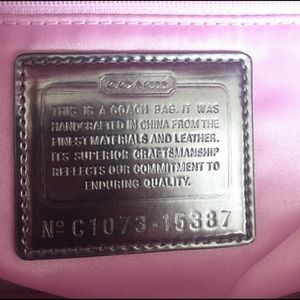 COACH
THIS IS A COACH BAG. IT WAS
HANDCRAFTED IN CHINA FROM THE
FINEST MATERIALS AND LEATHER.
ITS SUPERIOR CRAFTSMANSHIP
REFLECTS OUR COMMITMENT TO
ENDURING QUALITY.
Nº C1073-15387